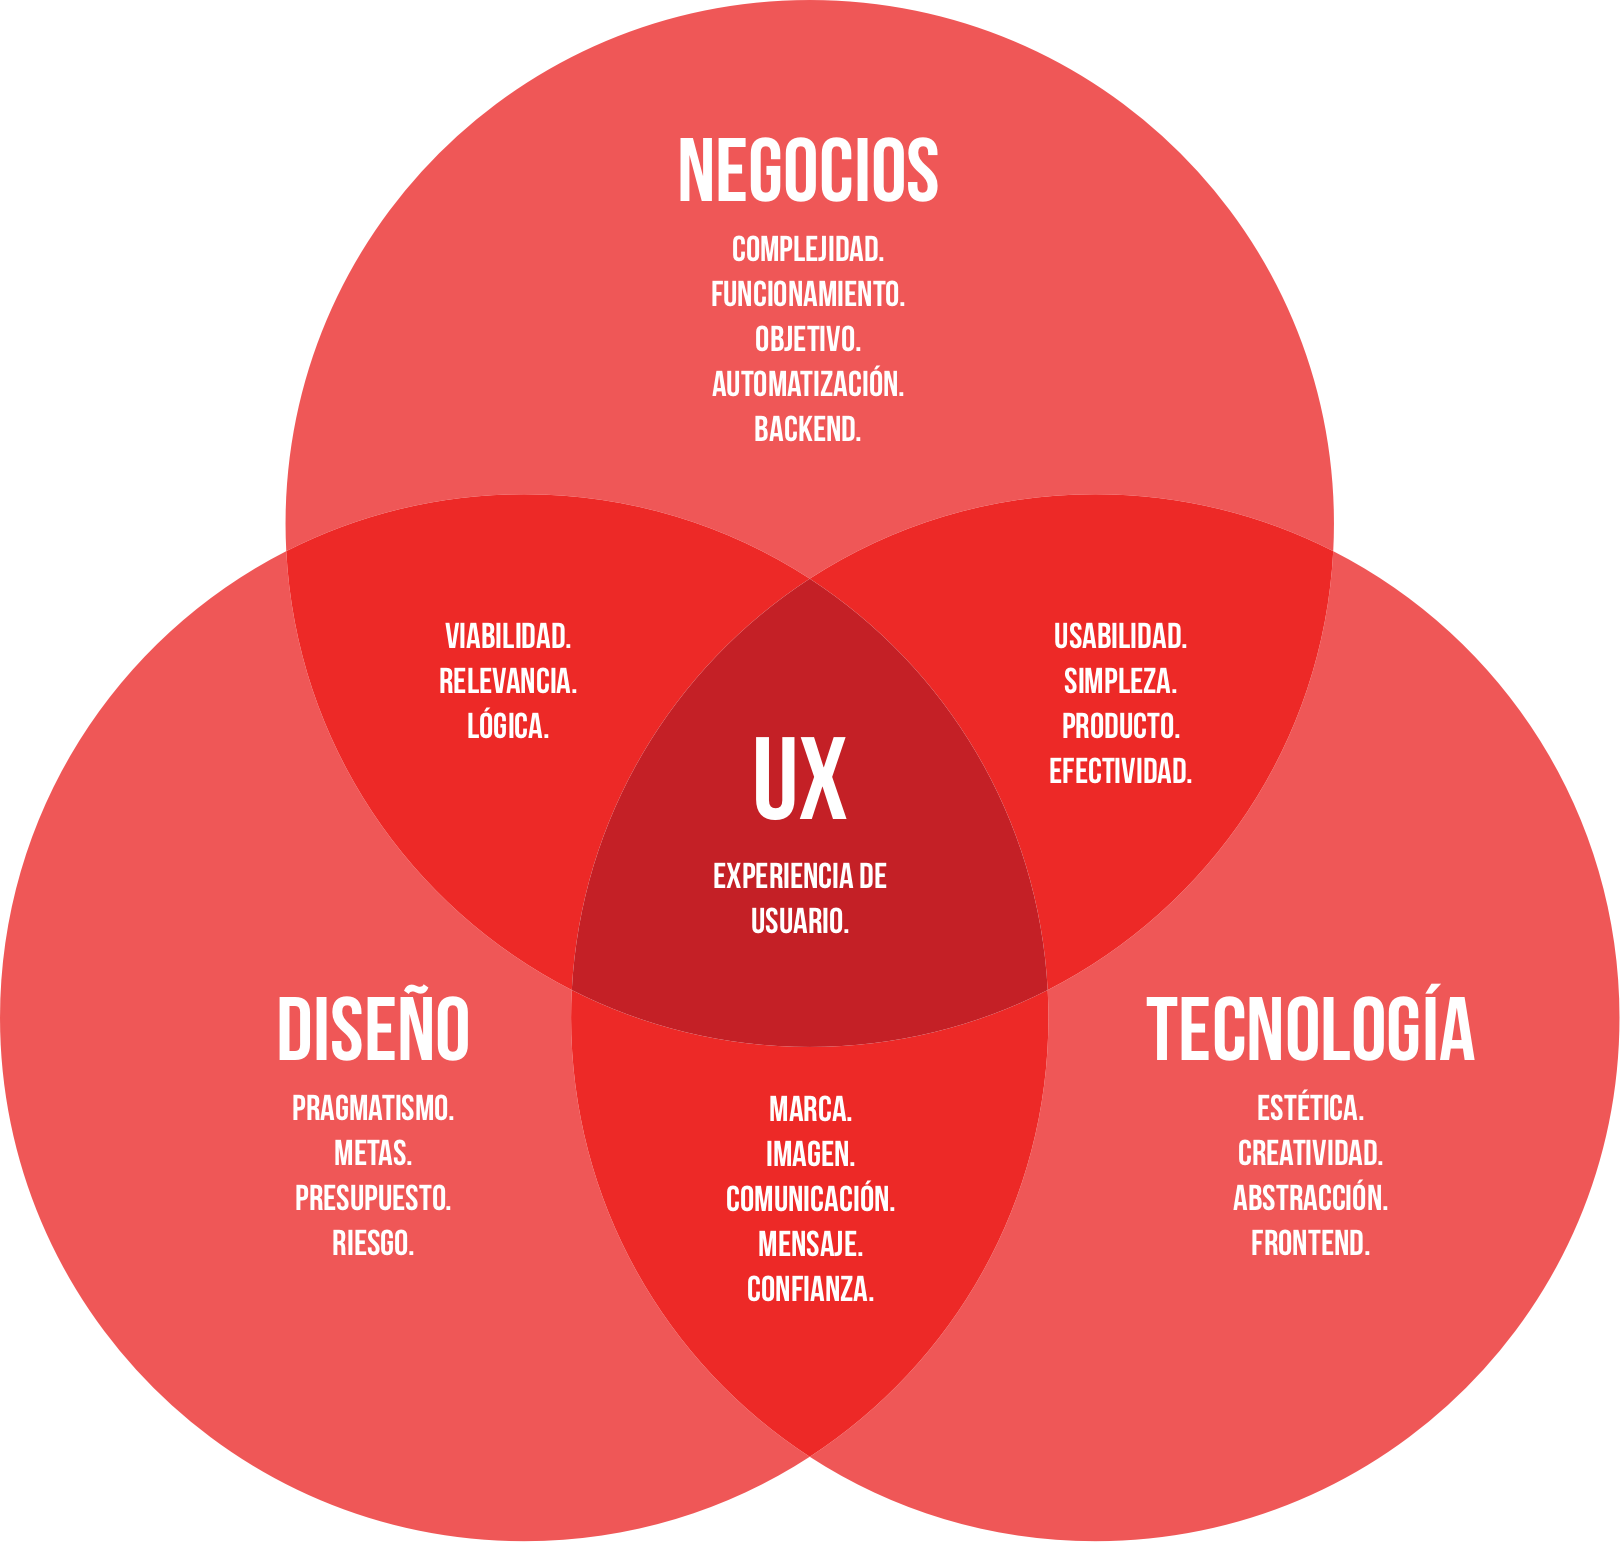 NEGOCIOS
COMPLEJIDAD.
FUNCIONAMIENTO.
OBJETIVO.
AUTOMATIZACIÓN.
BACKEND.
VIABILIDAD.
RELEVANCIA.
LÓGICA.
USABILIDAD.
SIMPLEZA.
PRODUCTO.
EFECTIVIDAD.
UX
EXPERIENCIA DE
USUARIO.
DISEÑO
PRAGMATISMO.
METAS.
PRESUPUESTO.
RIESGO.
MARCA.
IMAGEN.
COMUNICACIÓN.
MENSAJE.
CONFIANZA.
TECNOLOGÍA
ESTÉTICA.
CREATIVIDAD.
ABSTRACCIÓN.
FRONTEND.